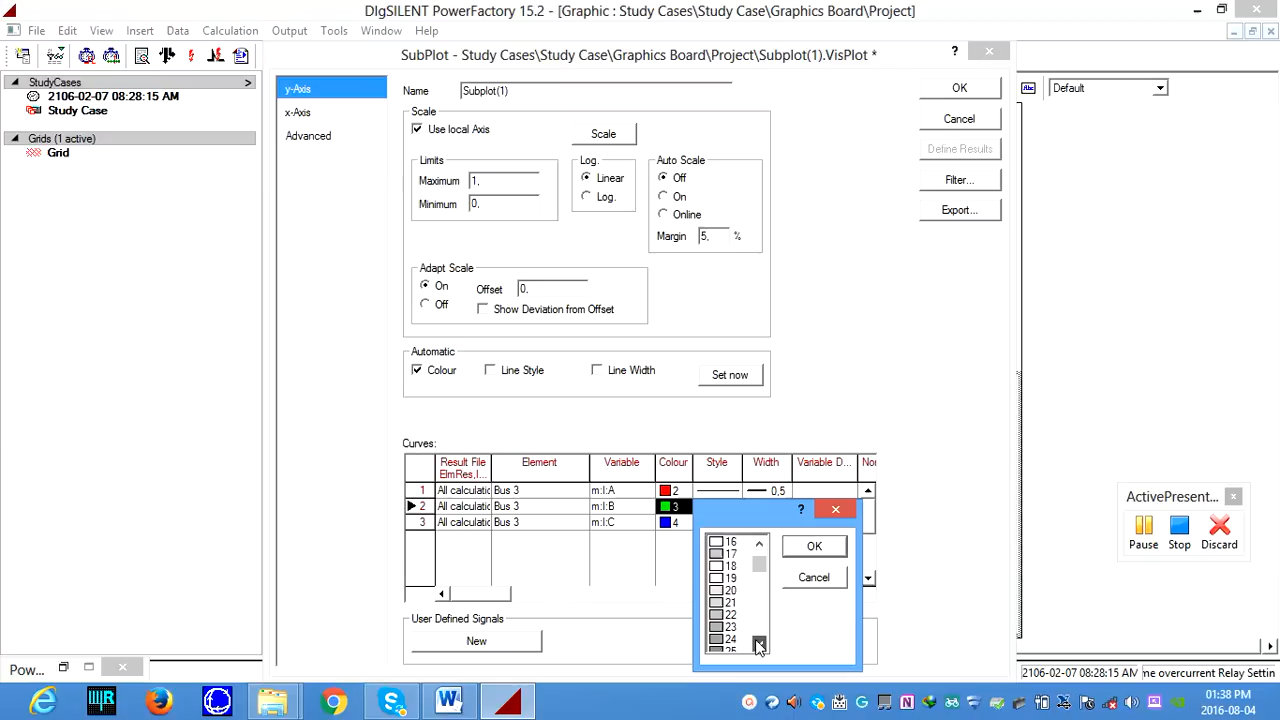 DIgSILENT PowerFactory 15.2 - [Graphic : Study Cases\Study Case\Graphics Board\Project]
File Edit View Insert Data Calculation Output Tools Window Help
SubPlot - Study Cases\Study Case\Graphics Board\Project\Subplot(1).VisPlot *
?
StudyCases >
2106-02-07 08:28:15 AM
Study Case
Grids (1 active)
Grid
y-Axis
x-Axis
Advanced
Name Subplot(1)
Scale
Use local Axis
Scale
Limits
Maximum 1,
Minimum 0,
Log.
Linear
Log.
Auto Scale
Off
On
Online
Margin 5, %
Adapt Scale
On
Off
Offset 0,
Show Deviation from Offset
Automatic
Colour
Line Style
Line Width
Set now
OK
Cancel
Define Results
Filter...
Export...
Abc
Default
Curves:
Result File
ElmRes,I...
Element Variable Colour Style Width Variable D... Nor
1 All calculatic Bus 3 m:I:A 2 0,5
2 All calculatic Bus 3 m:I:B 3
3 All calculatic Bus 3 m:I:C 4
?
16
17
18
19
20
21
22
23
24
25
OK
Cancel
User Defined Signals
New
ActivePresent... x
Pause Stop Discard
Pow...
2106-02-07 08:28:15 AM
me overcurrent Relay Settin
01:38 PM
2016-08-04